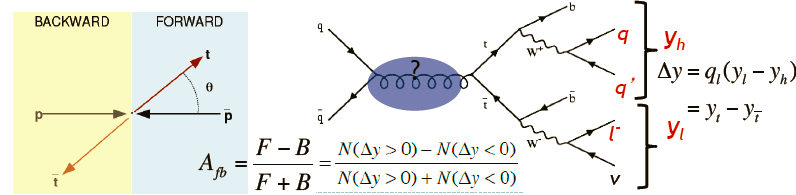 BACKWARD FORWARD
t
θ
p p̄
t̄
q
q̄
?
t
t̄
b
W⁺
q
q'
b̄
W⁻
l⁻
ν
y_h
y_l
Δy = q_l(y_l − y_h)
= y_t − y_t̄
A_fb = (F − B)/(F + B) = (N(Δy > 0) − N(Δy < 0))/(N(Δy > 0) + N(Δy < 0))